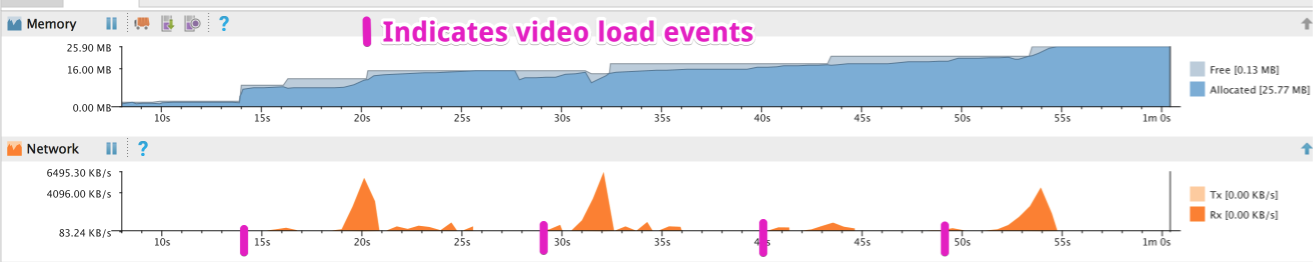 Memory ?
Indicates video load events
25.90 MB
16.00 MB
0.00 MB
Free [0.13 MB]
Allocated [25.77 MB]
10s 15s 20s 25s 30s 35s 40s 45s 50s 55s 1m 0s
Network ?
6495.30 KB/s
4096.00 KB/s
83.24 KB/s
Tx [0.00 KB/s]
Rx [0.00 KB/s]
10s 15s 20s 25s 30s 35s 45s 50s 55s 1m 0s